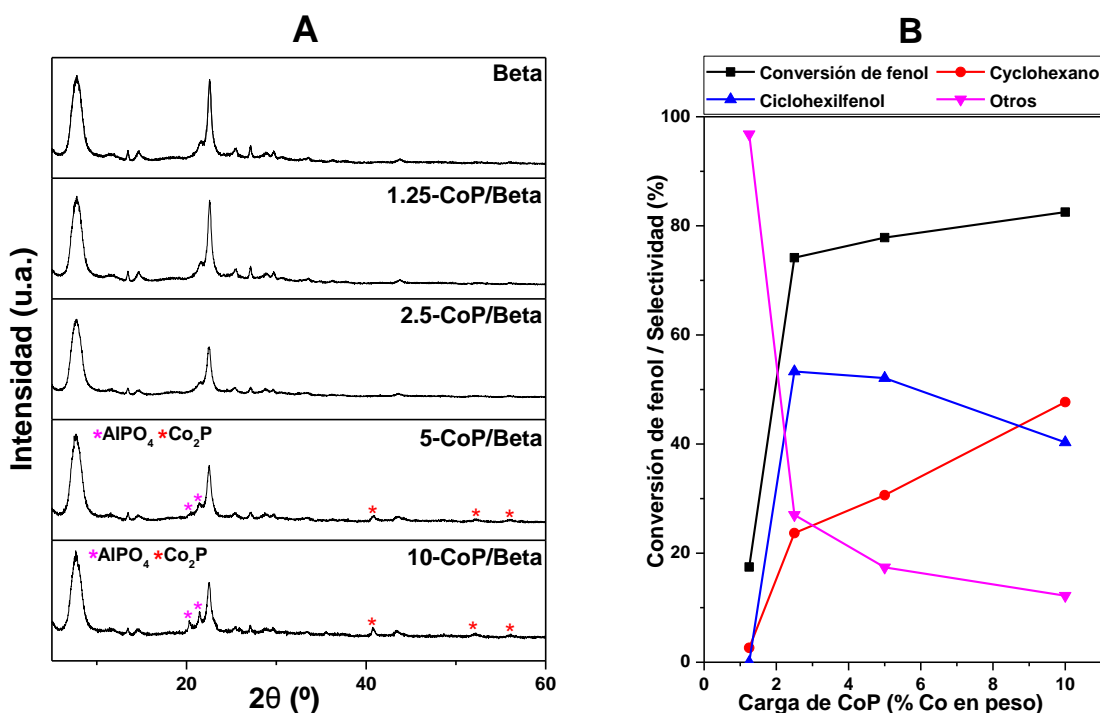 A
Beta
1.25-CoP/Beta
2.5-CoP/Beta
*AlPO₄ *Co₂P
5-CoP/Beta
* * * * *
*AlPO₄ *Co₂P
10-CoP/Beta
* * * * *
20 40 60
2θ (º)
Intensidad (u.a.)
B
Conversión de fenol Cyclohexano
Ciclohexilfenol Otros
100
80
60
40
20
0
0 2 4 6 8 10
Carga de CoP (% Co en peso)
Conversión de fenol / Selectividad (%)